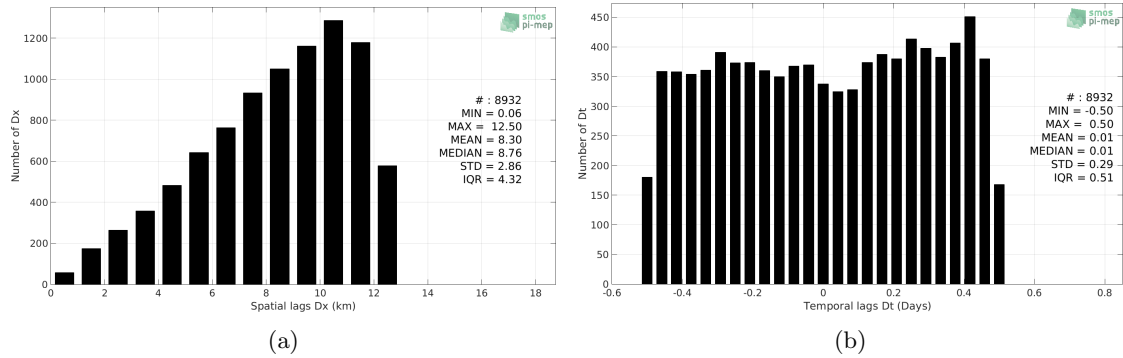 smos
pi-mep
1200
1000
800
600
400
200
0
Number of Dx
# : 8932
MIN = 0.06
MAX = 12.50
MEAN = 8.30
MEDIAN = 8.76
STD = 2.86
IQR = 4.32
0 2 4 6 8 10 12 14 16 18
Spatial lags Dx (km)
(a)
smos
pi-mep
450
400
350
300
250
200
150
100
50
0
Number of Dt
# : 8932
MIN = -0.50
MAX = 0.50
MEAN = 0.01
MEDIAN = 0.01
STD = 0.29
IQR = 0.51
-0.6 -0.4 -0.2 0 0.2 0.4 0.6 0.8
Temporal lags Dt (Days)
(b)